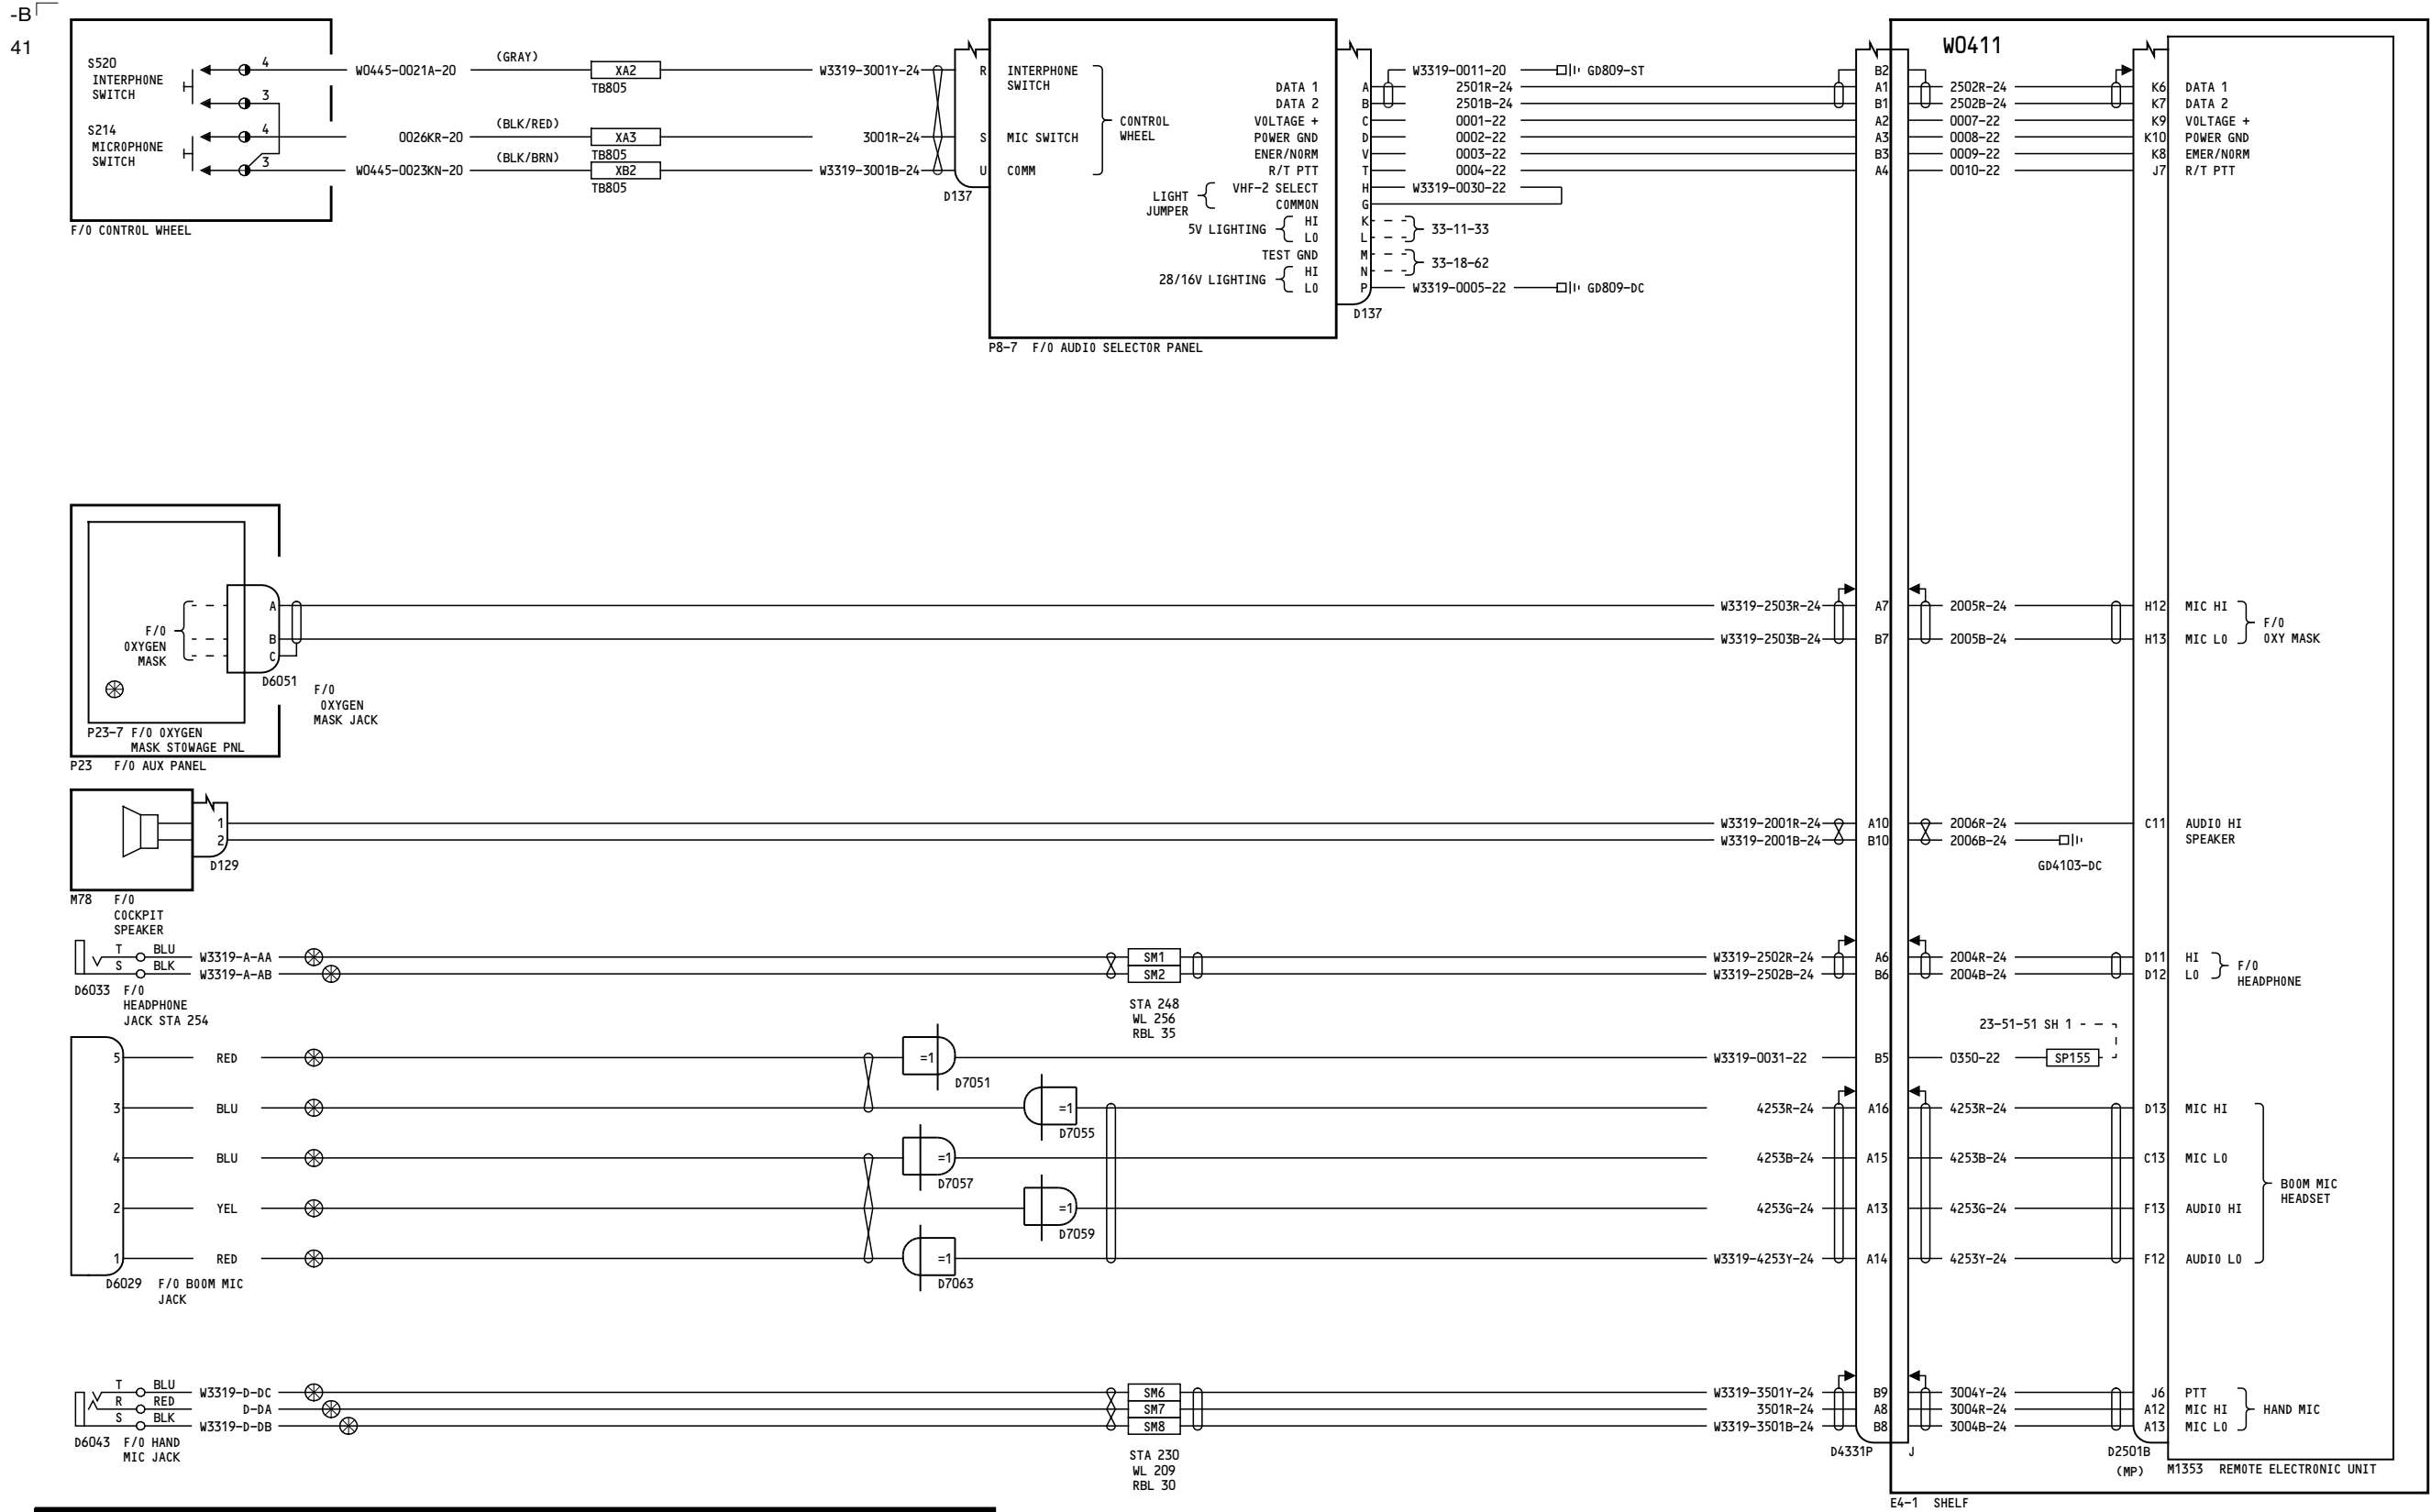 -B
41
S520
INTERPHONE
SWITCH
4
3
S214
MICROPHONE
SWITCH
4
3
F/O CONTROL WHEEL
W0445-0021A-20
(GRAY)
XA2
TB805
W3319-3001Y-24
0026KR-20
(BLK/RED)
XA3
TB805
3001R-24
W0445-0023KN-20
(BLK/BRN)
XB2
TB805
W3319-3001B-24
R
S
U
D137
INTERPHONE
SWITCH
MIC SWITCH
COMM
CONTROL
WHEEL
DATA 1
DATA 2
VOLTAGE +
POWER GND
ENER/NORM
R/T PTT
LIGHT
JUMPER
VHF-2 SELECT
COMMON
5V LIGHTING
HI
LO
TEST GND
28/16V LIGHTING
HI
LO
A
B
C
D
V
T
H
G
K
L
M
N
P
D137
P8-7 F/O AUDIO SELECTOR PANEL
W3319-0011-20
GD809-ST
2501R-24
2501B-24
0001-22
0002-22
0003-22
0004-22
W3319-0030-22
33-11-33
33-18-62
W3319-0005-22
GD809-DC
W0411
B2
A1
B1
A2
A3
B3
A4
2502R-24
2502B-24
0007-22
0008-22
0009-22
0010-22
K6 DATA 1
K7 DATA 2
K9 VOLTAGE +
K10 POWER GND
K8 EMER/NORM
J7 R/T PTT
F/O
OXYGEN
MASK
A
B
C
D6051
F/O
OXYGEN
MASK JACK
P23-7 F/O OXYGEN
MASK STOWAGE PNL
P23 F/O AUX PANEL
W3319-2503R-24 A7 2005R-24 H12 MIC HI
W3319-2503B-24 B7 2005B-24 H13 MIC LO
F/O
OXY MASK
1
2
D129
M78 F/O
COCKPIT
SPEAKER
W3319-2001R-24 A10 2006R-24 C11 AUDIO HI
W3319-2001B-24 B10 2006B-24 SPEAKER
GD4103-DC
T BLU W3319-A-AA SM1 W3319-2502R-24 A6 2004R-24 D11 HI
S BLK W3319-A-AB SM2 W3319-2502B-24 B6 2004B-24 D12 LO
F/O
HEADPHONE
D6033 F/O
HEADPHONE
JACK STA 254
STA 248
WL 256
RBL 35
23-51-51 SH 1
5 RED =1 D7051 W3319-0031-22 B5 0350-22 SP155
3 BLU =1 D7055 4253R-24 A16 4253R-24 D13 MIC HI
4 BLU =1 D7057 4253B-24 A15 4253B-24 C13 MIC LO
2 YEL =1 D7059 4253G-24 A13 4253G-24 F13 AUDIO HI
1 RED =1 D7063 W3319-4253Y-24 A14 4253Y-24 F12 AUDIO LO
BOOM MIC
HEADSET
D6029 F/O BOOM MIC
JACK
T BLU W3319-D-DC SM6 W3319-3501Y-24 B9 3004Y-24 J6 PTT
R RED D-DA SM7 3501R-24 A8 3004R-24 A12 MIC HI
S BLK W3319-D-DB SM8 W3319-3501B-24 B8 3004B-24 A13 MIC LO
HAND MIC
D6043 F/O HAND
MIC JACK
STA 230
WL 209
RBL 30
D4331P J
D2501B
(MP)
M1353 REMOTE ELECTRONIC UNIT
E4-1 SHELF